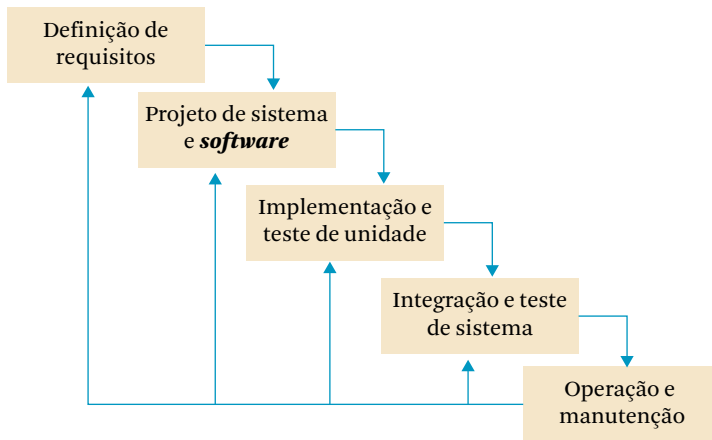 Definição de
requisitos
Projeto de sistema
e software
Implementação e
teste de unidade
Integração e teste
de sistema
Operação e
manutenção